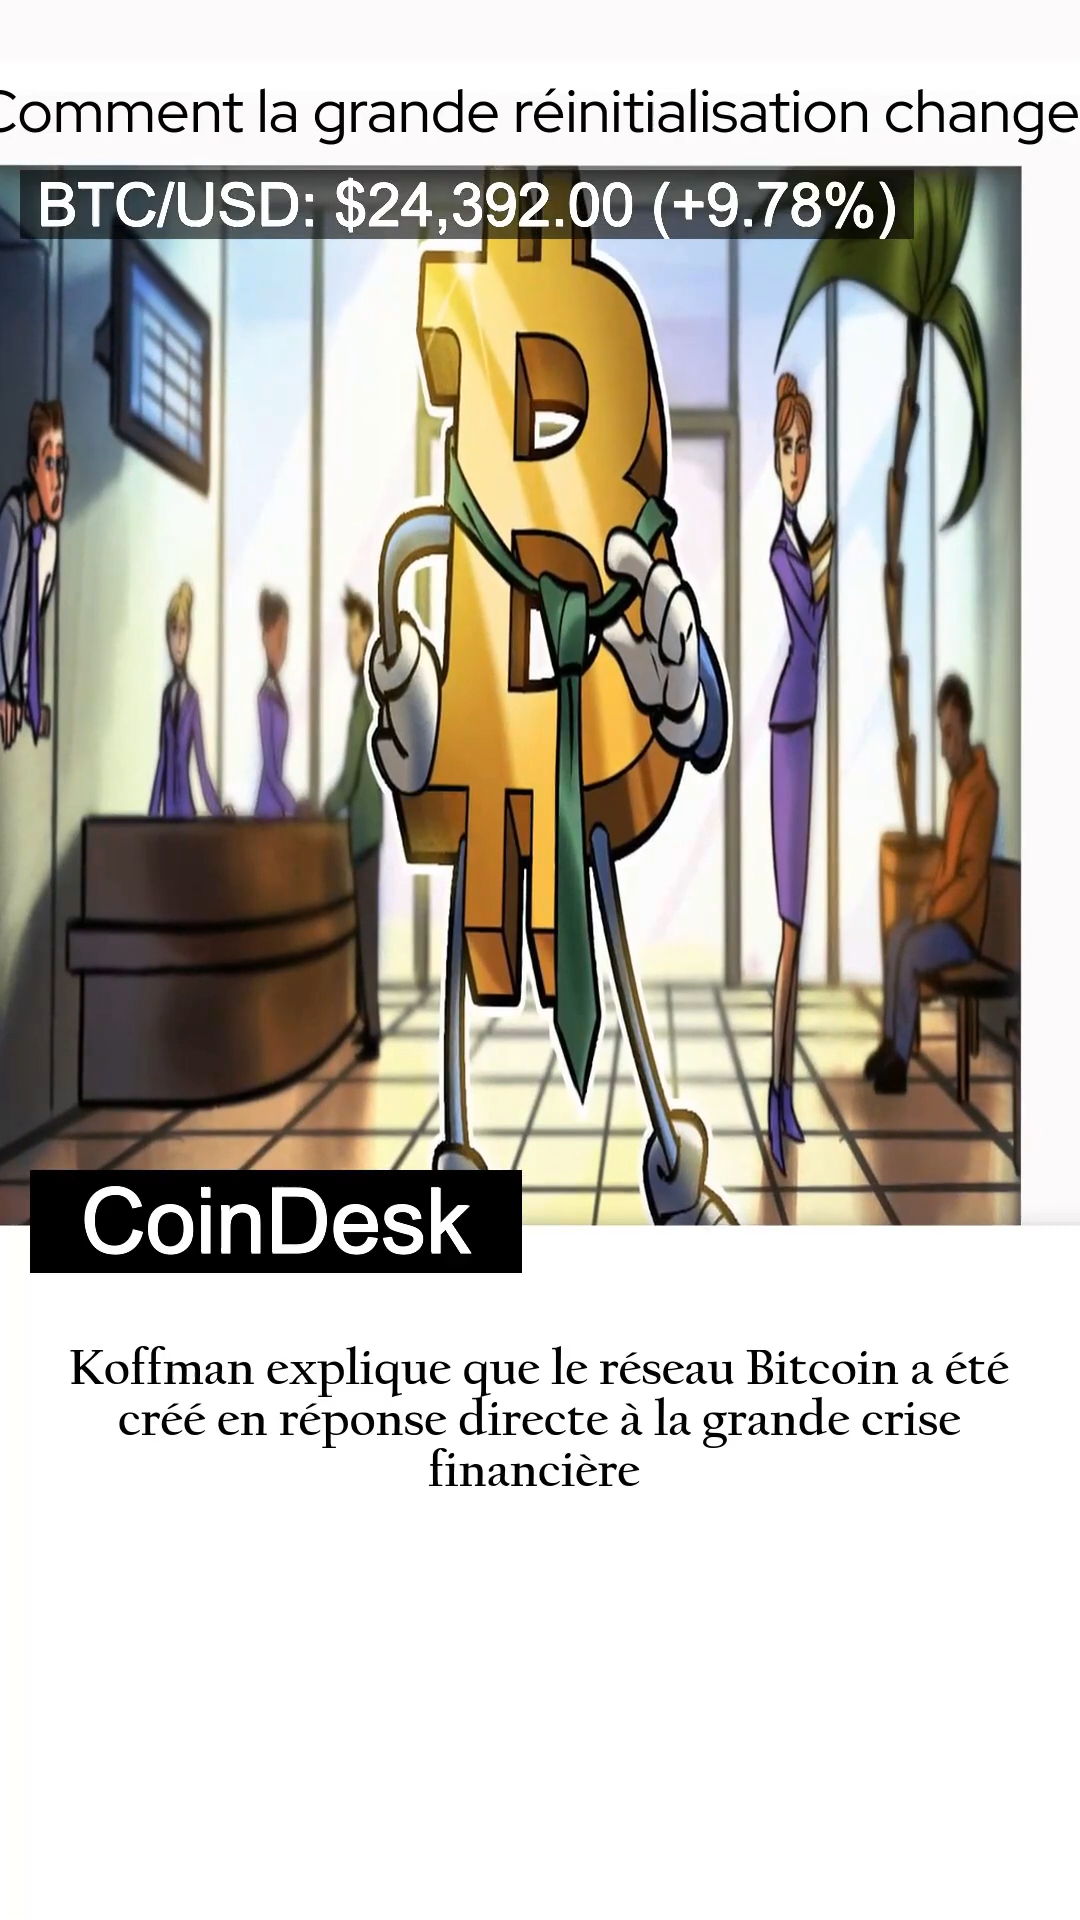 Comment la grande réinitialisation change
BTC/USD: $24,392.00 (+9.78%)
CoinDesk
Koffman explique que le réseau Bitcoin a été
créé en réponse directe à la grande crise
financière